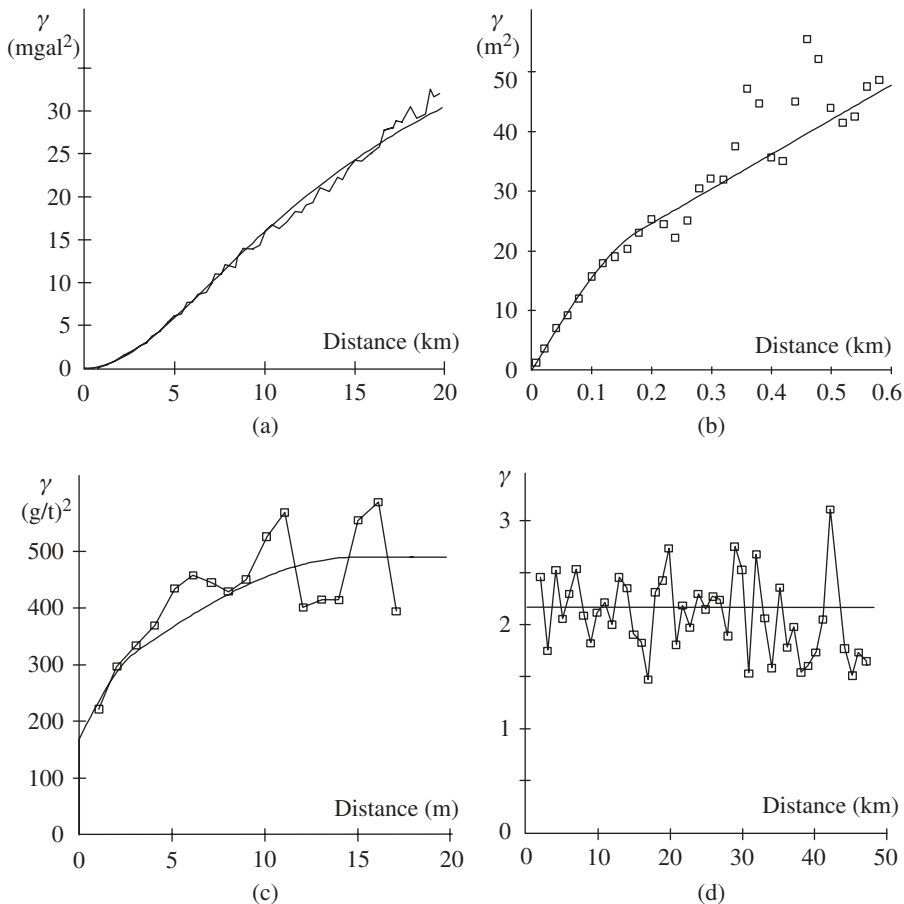 γ
(mgal²)
30
25
20
15
10
5
0
0 5 10 15 20
Distance (km)
(a)
γ
(m²)
50
40
30
20
10
0
0 0.1 0.2 0.3 0.4 0.5 0.6
Distance (km)
(b)
γ
(g/t)²
500
400
300
200
100
0
0 5 10 15 20
Distance (m)
(c)
γ
3
2
1
0 10 20 30 40 50
Distance (km)
(d)